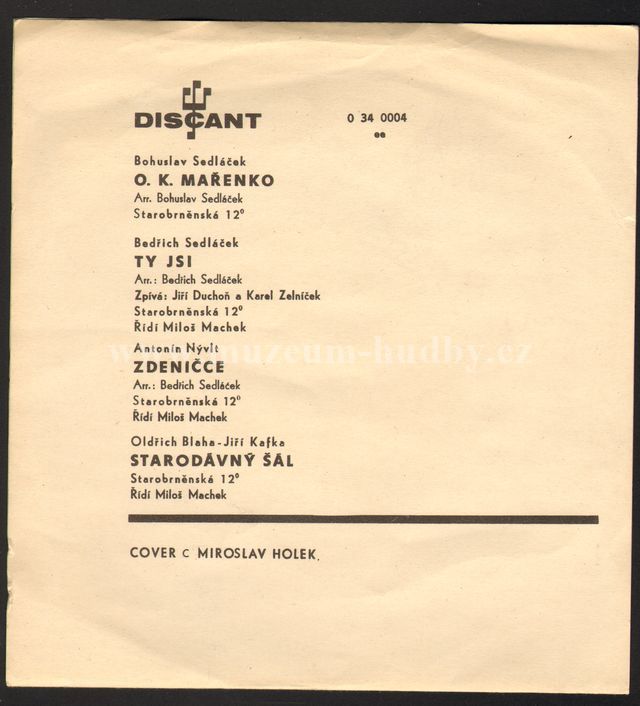 DISCANT
0 34 0004
ee
Bohuslav Sedláček
O. K. MAŘENKO
Arr. Bohuslav Sedláček
Starobrněnská 12°
Bedřich Sedláček
TY JSI
Arr.: Bedřich Sedláček
Zpívá: Jiří Duchoň a Karel Zelníček
Starobrněnská 12°
Řídí Miloš Machek
Antonín Nývlt
www.muzeum-hudby.cz
ZDENIČCE
Arr.: Bedřich Sedláček
Starobrněnská 12°
Řídí Miloš Machek
Oldřich Blaha-Jiří Kafka
STARODÁVNÝ ŠÁL
Starobrněnská 12°
Řídí Miloš Machek
COVER C MIROSLAV HOLEK.